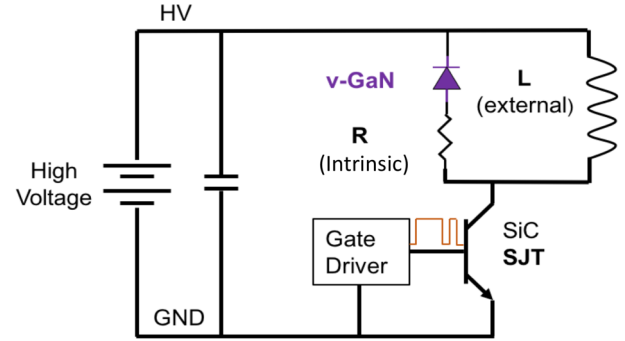 HV
v-GaN
L
(external)
R
(Intrinsic)
High
Voltage
Gate
Driver
SiC
SJT
GND